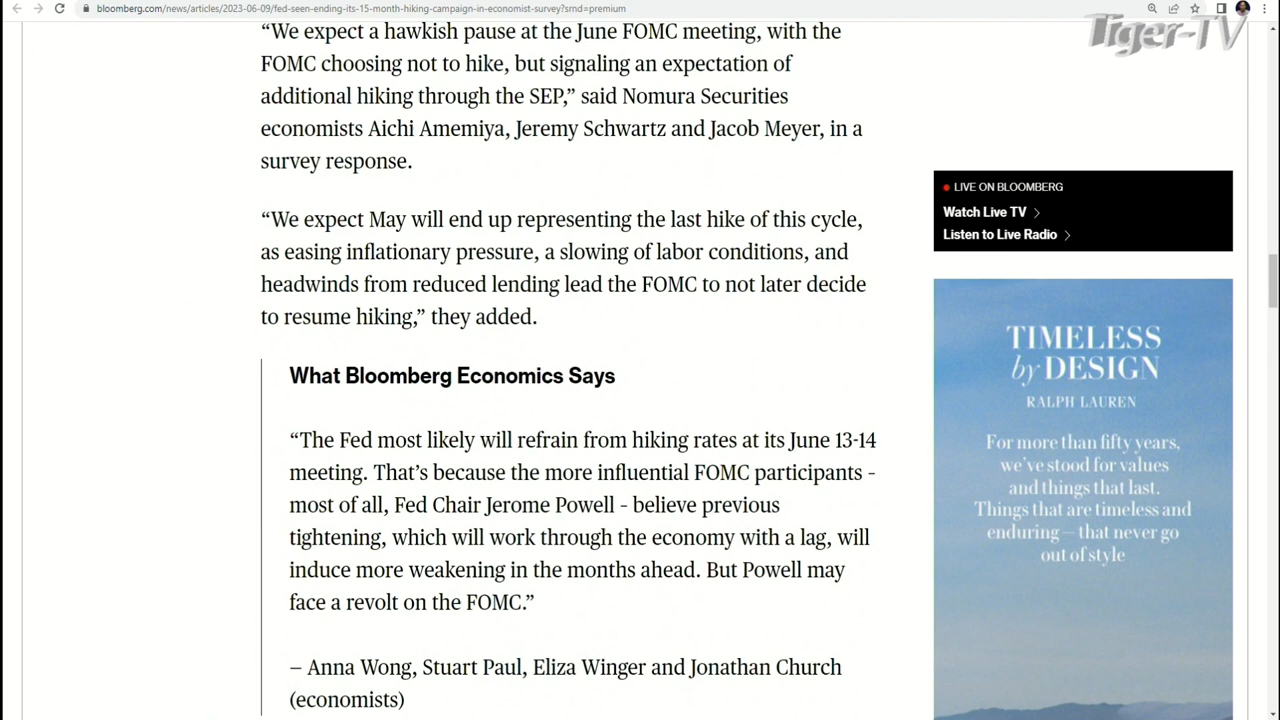 bloomberg.com/news/articles/2023-06-09/fed-seen-ending-its-15-month-hiking-campaign-in-economist-survey?srnd=premium
Tiger-TV
“We expect a hawkish pause at the June FOMC meeting, with the
FOMC choosing not to hike, but signaling an expectation of
additional hiking through the SEP,” said Nomura Securities
economists Aichi Amemiya, Jeremy Schwartz and Jacob Meyer, in a
survey response.
“We expect May will end up representing the last hike of this cycle,
as easing inflationary pressure, a slowing of labor conditions, and
headwinds from reduced lending lead the FOMC to not later decide
to resume hiking,” they added.
What Bloomberg Economics Says
“The Fed most likely will refrain from hiking rates at its June 13-14
meeting. That’s because the more influential FOMC participants -
most of all, Fed Chair Jerome Powell - believe previous
tightening, which will work through the economy with a lag, will
induce more weakening in the months ahead. But Powell may
face a revolt on the FOMC.”
– Anna Wong, Stuart Paul, Eliza Winger and Jonathan Church
(economists)
LIVE ON BLOOMBERG
Watch Live TV
Listen to Live Radio
TIMELESS
by DESIGN
RALPH LAUREN
For more than fifty years,
we’ve stood for values
and things that last.
Things that are timeless and
enduring — that never go
out of style